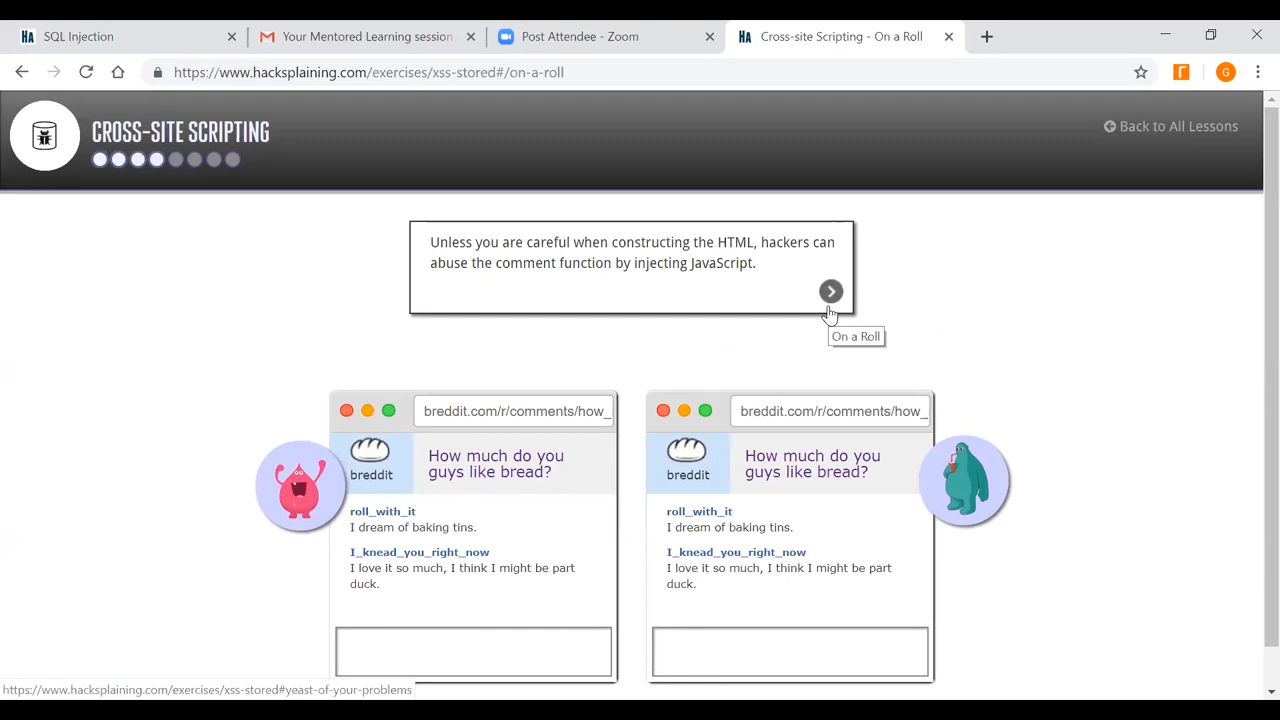 SQL Injection
Your Mentored Learning session
Post Attendee - Zoom
Cross-site Scripting - On a Roll
https://www.hacksplaining.com/exercises/xss-stored#/on-a-roll
G
CROSS-SITE SCRIPTING
Back to All Lessons
Unless you are careful when constructing the HTML, hackers can
abuse the comment function by injecting JavaScript.
On a Roll
breddit.com/r/comments/how_
breddit
How much do you
guys like bread?
roll_with_it
I dream of baking tins.
I_knead_you_right_now
I love it so much, I think I might be part
duck.
breddit.com/r/comments/how_
breddit
How much do you
guys like bread?
roll_with_it
I dream of baking tins.
I_knead_you_right_now
I love it so much, I think I might be part
duck.
https://www.hacksplaining.com/exercises/xss-stored#yeast-of-your-problems